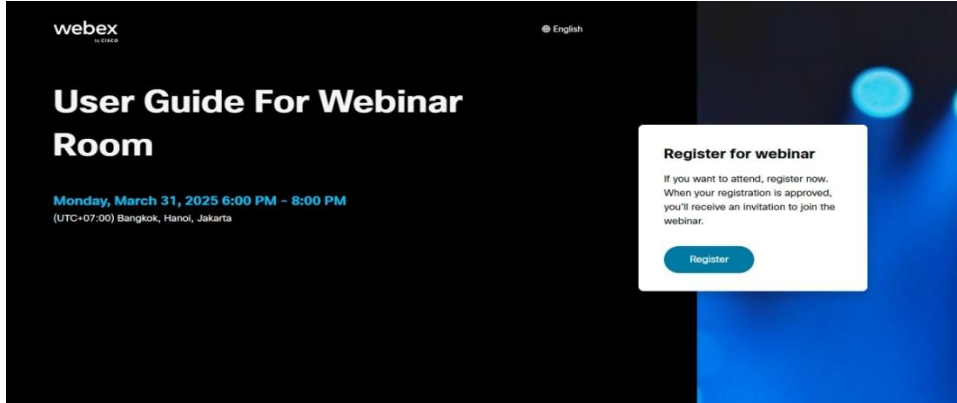 webex
by CISCO
English
User Guide For Webinar
Room
Monday, March 31, 2025 6:00 PM - 8:00 PM
(UTC+07:00) Bangkok, Hanoi, Jakarta
Register for webinar
If you want to attend, register now.
When your registration is approved,
you'll receive an invitation to join the
webinar.
Register